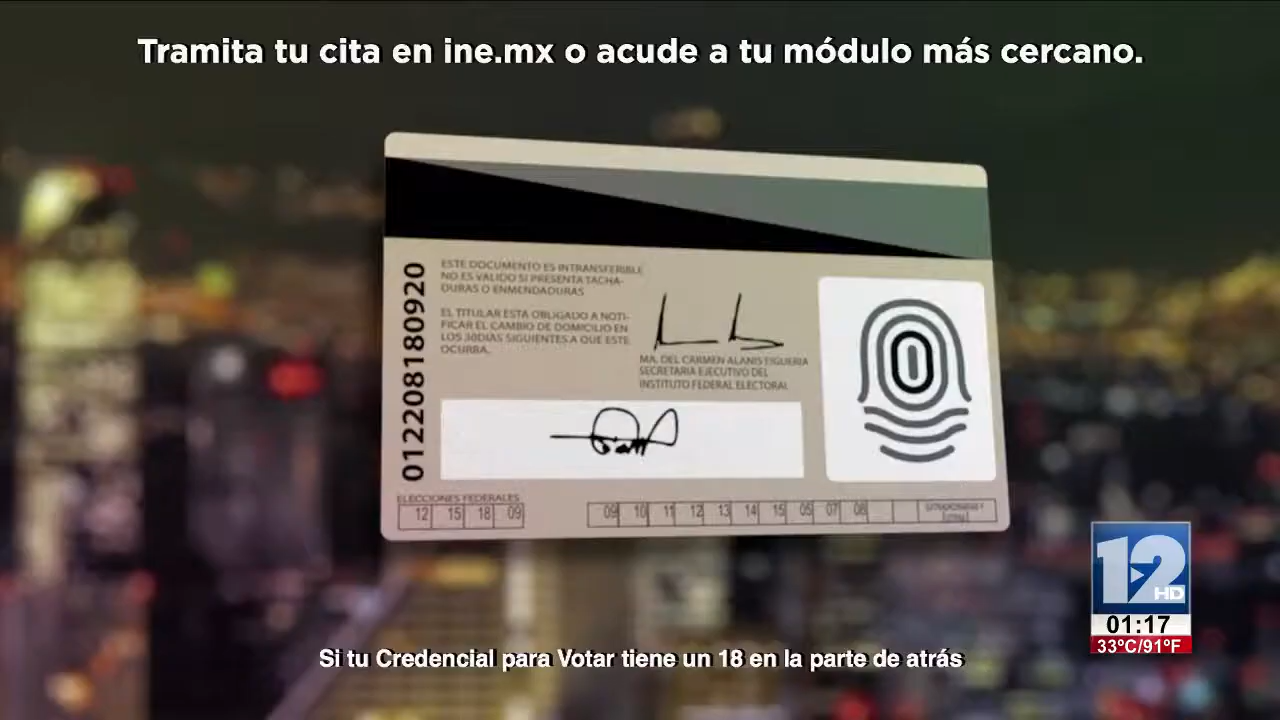 Tramita tu cita en ine.mx o acude a tu módulo más cercano.
012208180920
ESTE DOCUMENTO ES INTRANSFERIBLE
NO ES VALIDO SI PRESENTA TACHA-
DURAS O ENMENDADURAS
EL TITULAR ESTA OBLIGADO A NOTI-
FICAR EL CAMBIO DE DOMICILIO EN
LOS 30DIAS SIGUIENTES A QUE ESTE
OCURRA.
MA. DEL CARMEN ALANIS FIGUERIA
SECRETARIA EJECUTIVO DEL
INSTITUTO FEDERAL ELECTORAL
ELECCIONES FEDERALES
12 15 18 09
09 10 11 12 13 14 15 05 07 08
12
HD
01:17
33°C/91°F
Si tu Credencial para Votar tiene un 18 en la parte de atrás